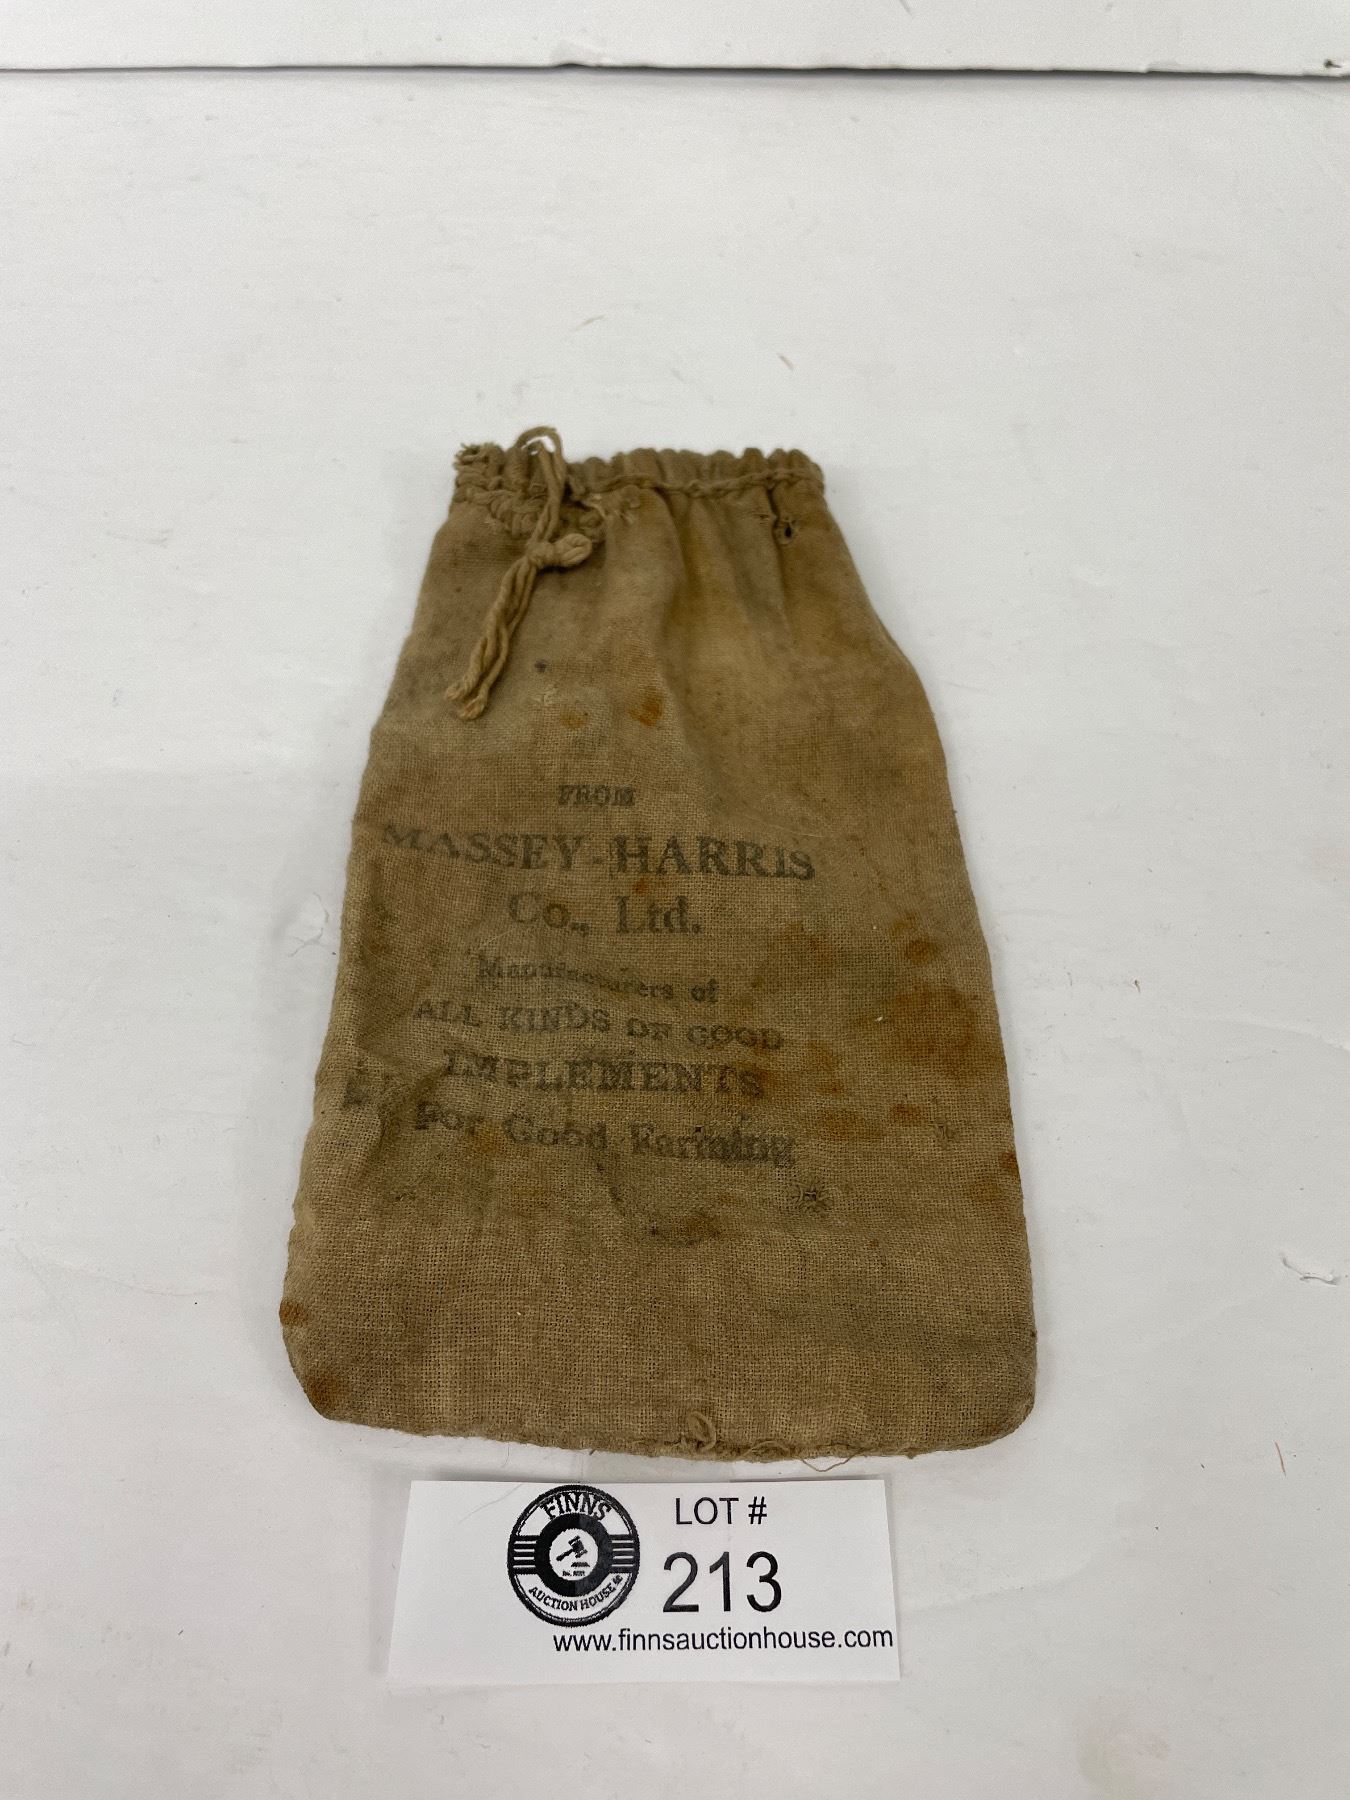 FROM
MASSEY-HARRIS
Co., Ltd.
Manufacturers of
ALL KINDS OF GOOD
IMPLEMENTS
For Good Farming
FINNS
AUCTION HOUSE
LOT #
213
www.finnsauctionhouse.com